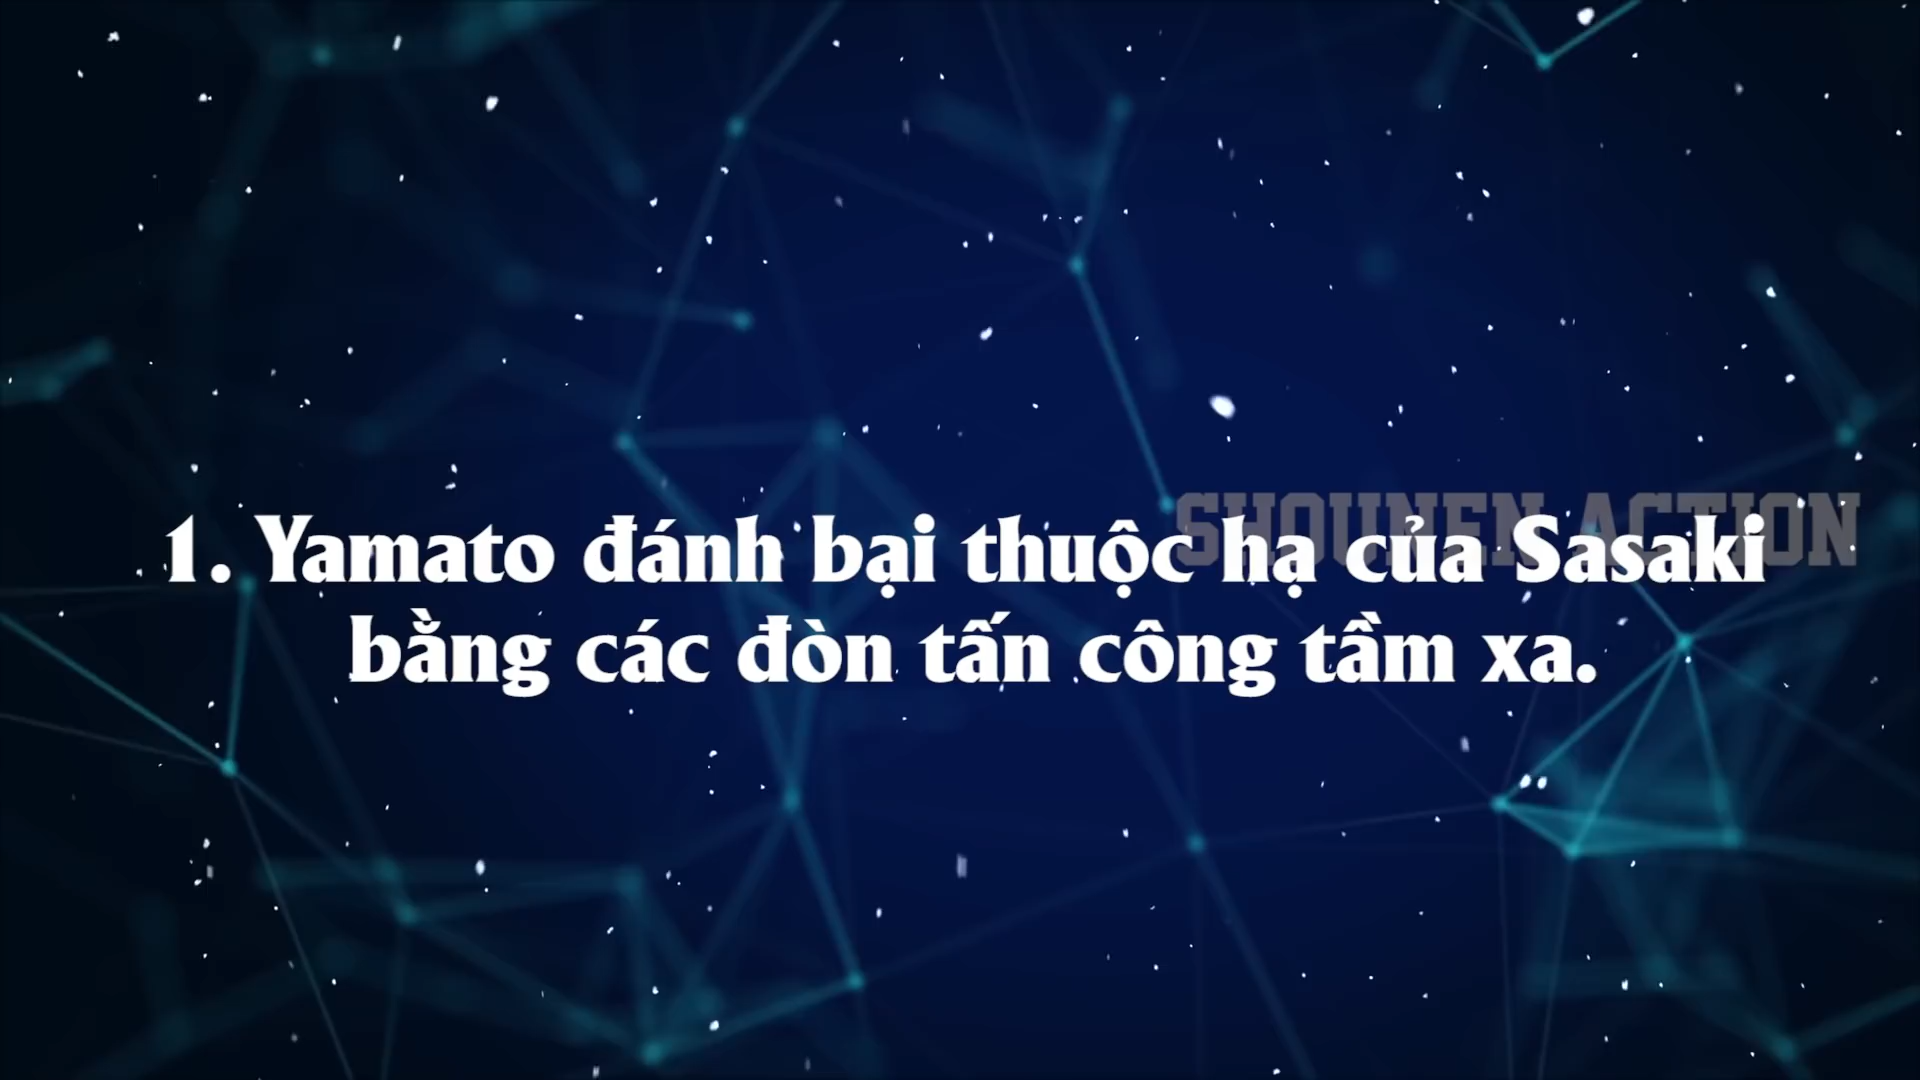 SHOUNEN ACTION
1. Yamato đánh bại thuộc hạ của Sasaki
bằng các đòn tấn công tầm xa.